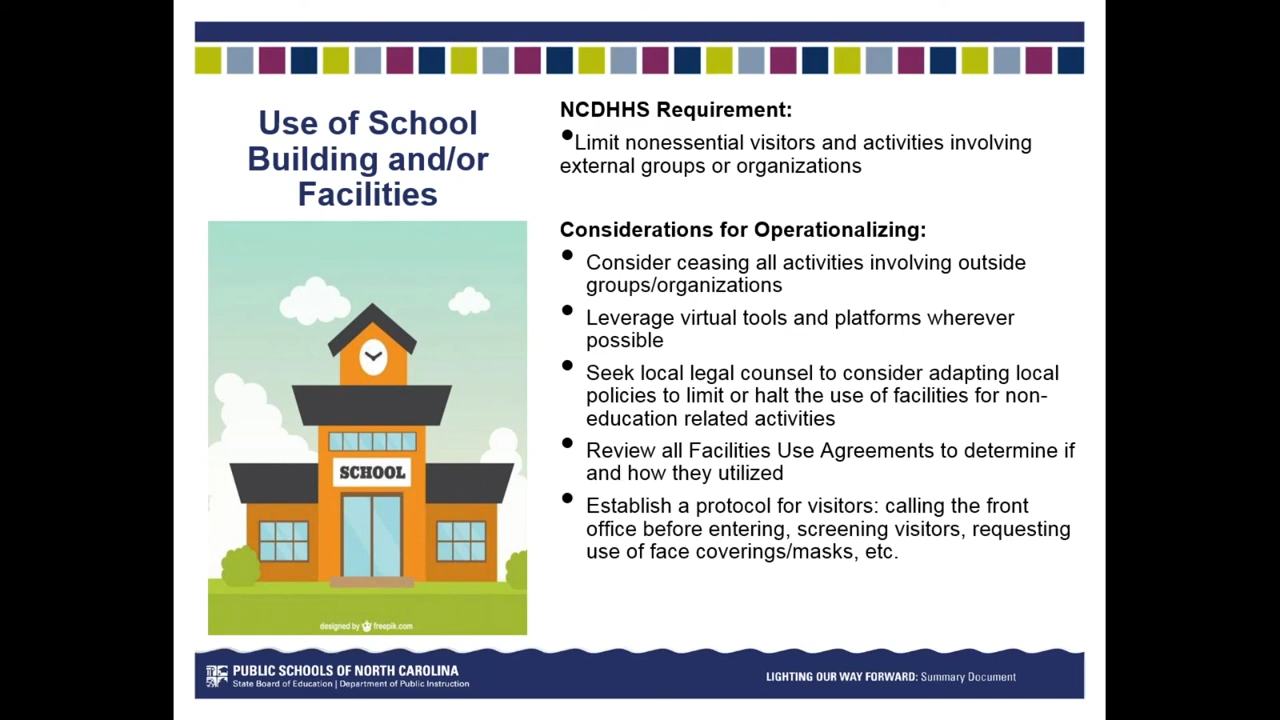 Use of School
Building and/or
Facilities
SCHOOL
designed by freepik.com
NCDHHS Requirement:
•Limit nonessential visitors and activities involving
external groups or organizations
Considerations for Operationalizing:
• Consider ceasing all activities involving outside
groups/organizations
• Leverage virtual tools and platforms wherever
possible
• Seek local legal counsel to consider adapting local
policies to limit or halt the use of facilities for non-
education related activities
• Review all Facilities Use Agreements to determine if
and how they utilized
• Establish a protocol for visitors: calling the front
office before entering, screening visitors, requesting
use of face coverings/masks, etc.
PUBLIC SCHOOLS OF NORTH CAROLINA
State Board of Education | Department of Public Instruction
LIGHTING OUR WAY FORWARD: Summary Document